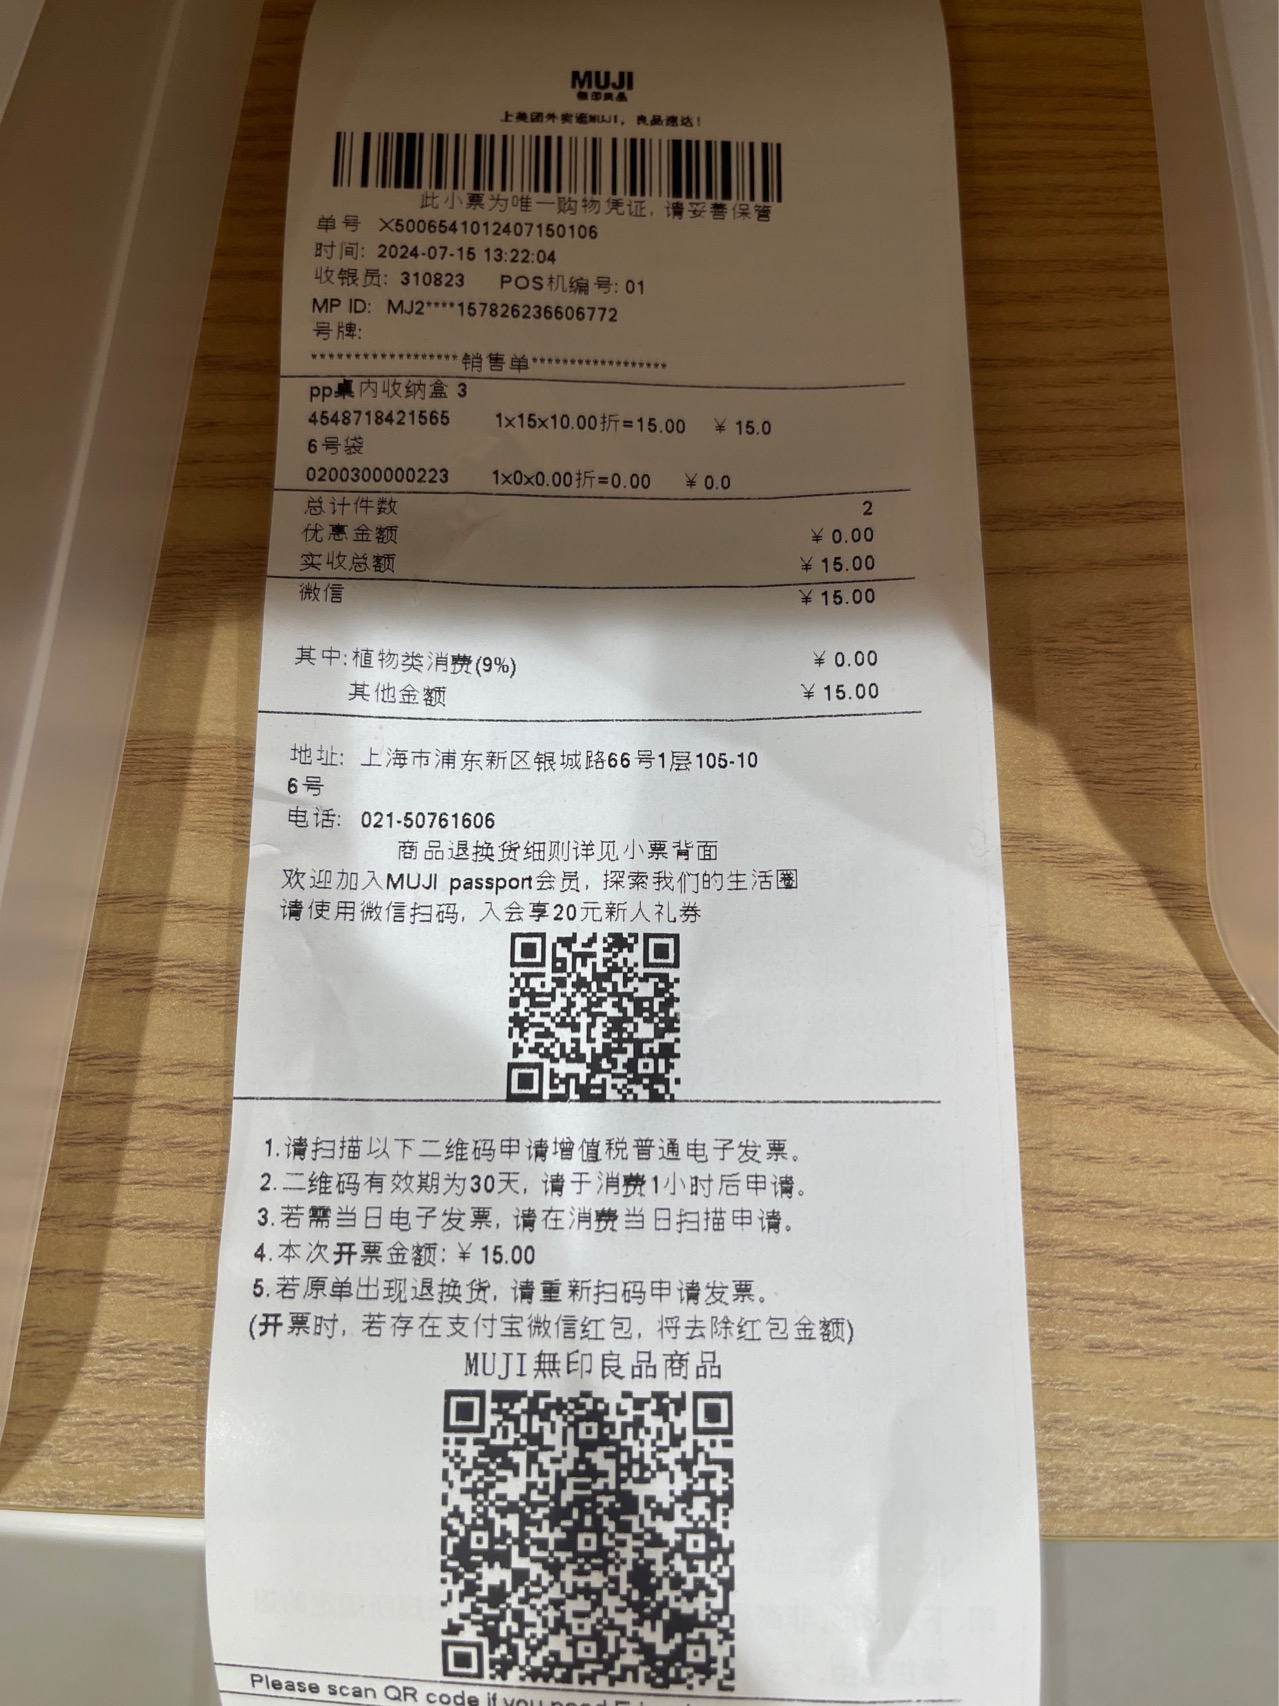 MUJI
無印良品
上美团外卖逛MUJI，良品速达！
此小票为唯一购物凭证，请妥善保管
单号 X5006541012407150106
时间: 2024-07-15 13:22:04
收银员: 310823 POS机编号: 01
MP ID: MJ2****157826236606772
号牌:
******************销售单*****************
pp桌内收纳盒 3
4548718421565 1x15x10.00折=15.00 ￥15.0
6号袋
0200300000223 1x0x0.00折=0.00 ￥0.0
总计件数 2
优惠金额 ￥0.00
实收总额 ￥15.00
微信 ￥15.00
其中: 植物类消费(9%) ￥0.00
其他金额 ￥15.00
地址: 上海市浦东新区银城路66号1层105-10
6号
电话: 021-50761606
商品退换货细则详见小票背面
欢迎加入MUJI passport会员，探索我们的生活圈
请使用微信扫码，入会享20元新人礼券
1.请扫描以下二维码申请增值税普通电子发票。
2.二维码有效期为30天，请于消费1小时后申请。
3.若需当日电子发票，请在消费当日扫描申请。
4.本次开票金额: ￥15.00
5.若原单出现退换货，请重新扫码申请发票。
(开票时，若存在支付宝微信红包，将去除红包金额)
MUJI無印良品商品
Please scan QR code if you need